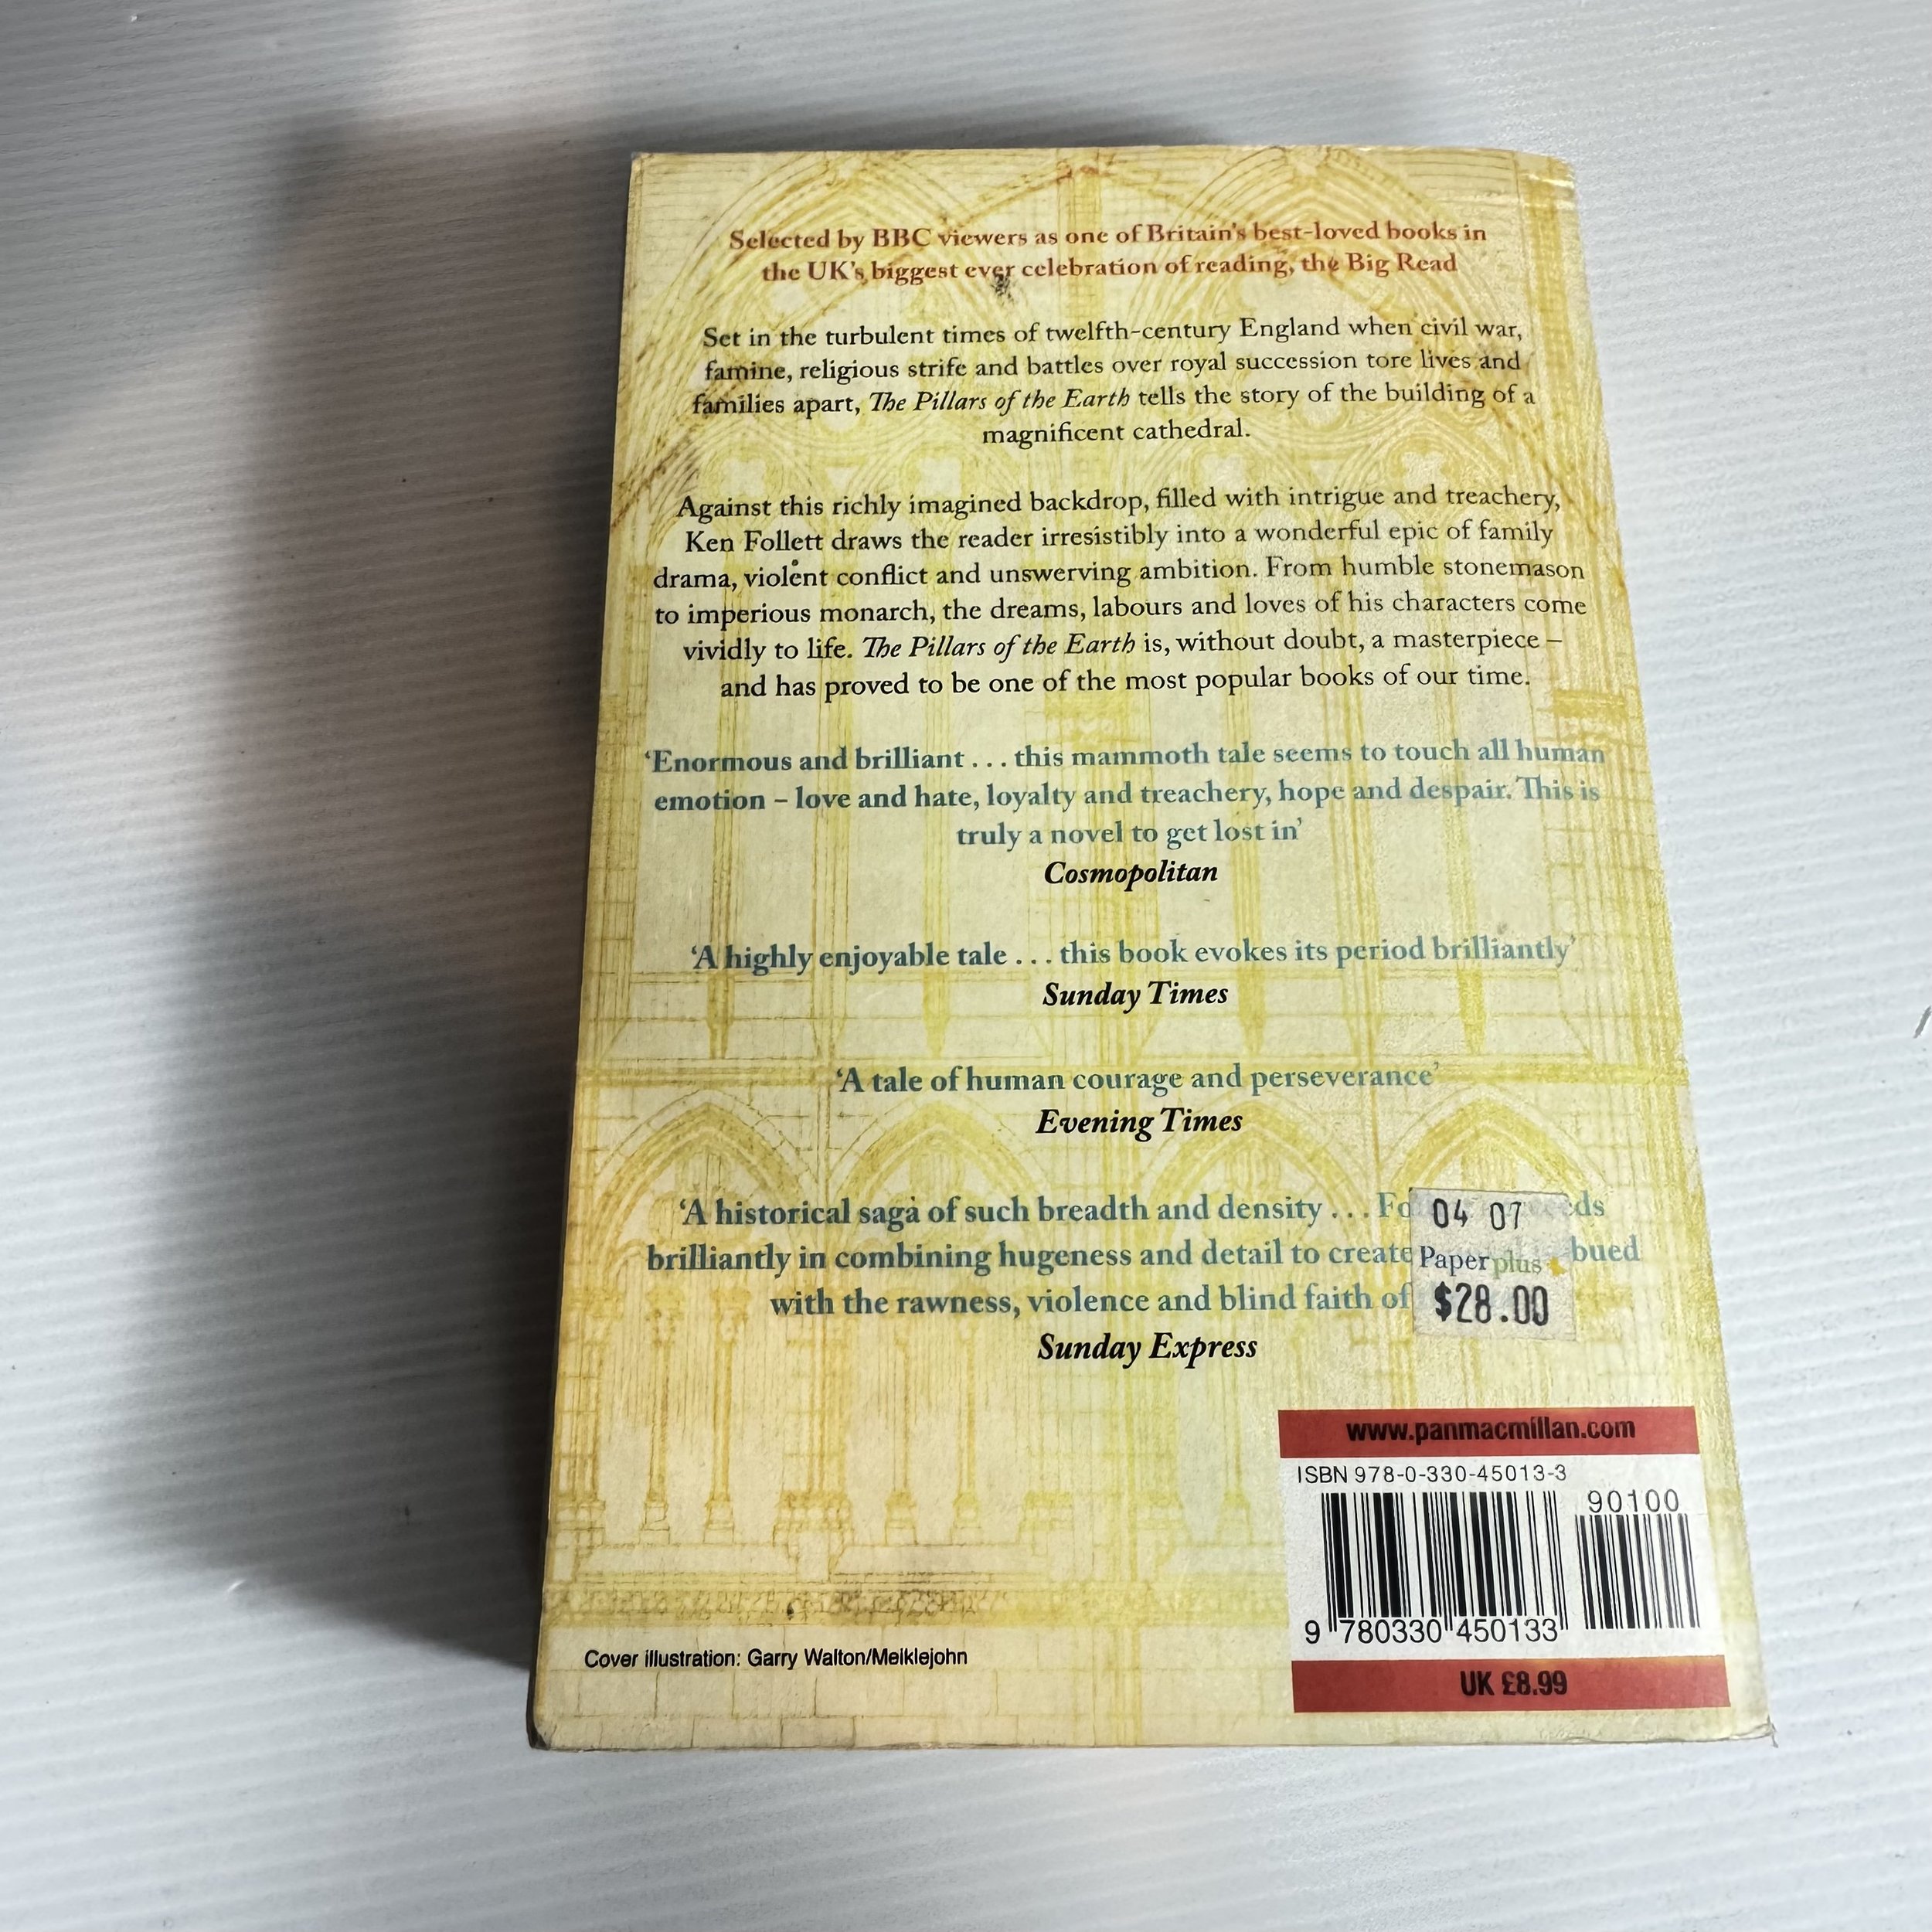 Selected by BBC viewers as one of Britain's best-loved books in
the UK's biggest ever celebration of reading, the Big Read
Set in the turbulent times of twelfth-century England when civil war,
famine, religious strife and battles over royal succession tore lives and
families apart, The Pillars of the Earth tells the story of the building of a
magnificent cathedral.
Against this richly imagined backdrop, filled with intrigue and treachery,
Ken Follett draws the reader irresistibly into a wonderful epic of family
drama, violent conflict and unswerving ambition. From humble stonemason
to imperious monarch, the dreams, labours and loves of his characters come
vividly to life. The Pillars of the Earth is, without doubt, a masterpiece –
and has proved to be one of the most popular books of our time.
‘Enormous and brilliant . . . this mammoth tale seems to touch all human
emotion – love and hate, loyalty and treachery, hope and despair. This is
truly a novel to get lost in’
Cosmopolitan
‘A highly enjoyable tale . . . this book evokes its period brilliantly’
Sunday Times
‘A tale of human courage and perseverance’
Evening Times
‘A historical saga of such breadth and density . . .
brilliantly in combining hugeness and detail to create
with the rawness, violence and blind faith of
Sunday Express
04 07
Paperplus
$28.00
www.panmacmillan.com
ISBN 978-0-330-45013-3
90100
9 780330 450133
UK £8.99
Cover illustration: Garry Walton/Meiklejohn